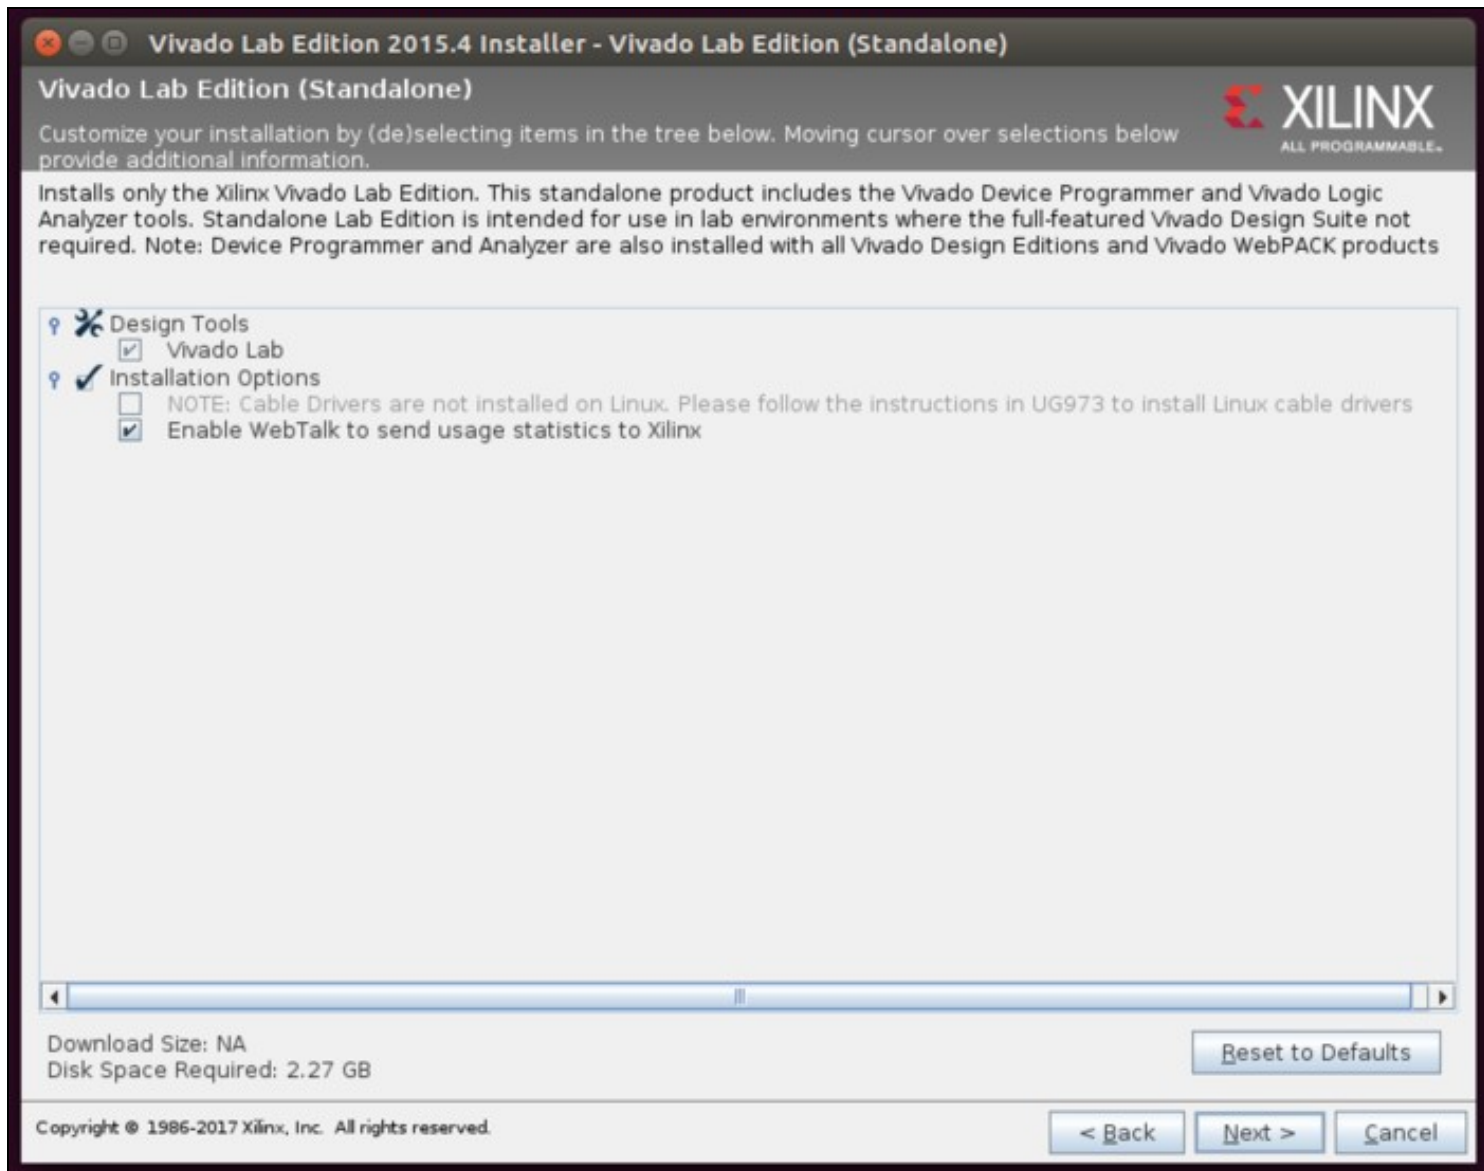 Vivado Lab Edition 2015.4 Installer - Vivado Lab Edition (Standalone)
Vivado Lab Edition (Standalone)
Customize your installation by (de)selecting items in the tree below. Moving cursor over selections below
provide additional information.
XILINX
ALL PROGRAMMABLE™
Installs only the Xilinx Vivado Lab Edition. This standalone product includes the Vivado Device Programmer and Vivado Logic
Analyzer tools. Standalone Lab Edition is intended for use in lab environments where the full-featured Vivado Design Suite not
required. Note: Device Programmer and Analyzer are also installed with all Vivado Design Editions and Vivado WebPACK products
Design Tools
Vivado Lab
Installation Options
NOTE: Cable Drivers are not installed on Linux. Please follow the instructions in UG973 to install Linux cable drivers
Enable WebTalk to send usage statistics to Xilinx
Download Size: NA
Disk Space Required: 2.27 GB
Reset to Defaults
Copyright © 1986-2017 Xilinx, Inc. All rights reserved.
< Back
Next >
Cancel